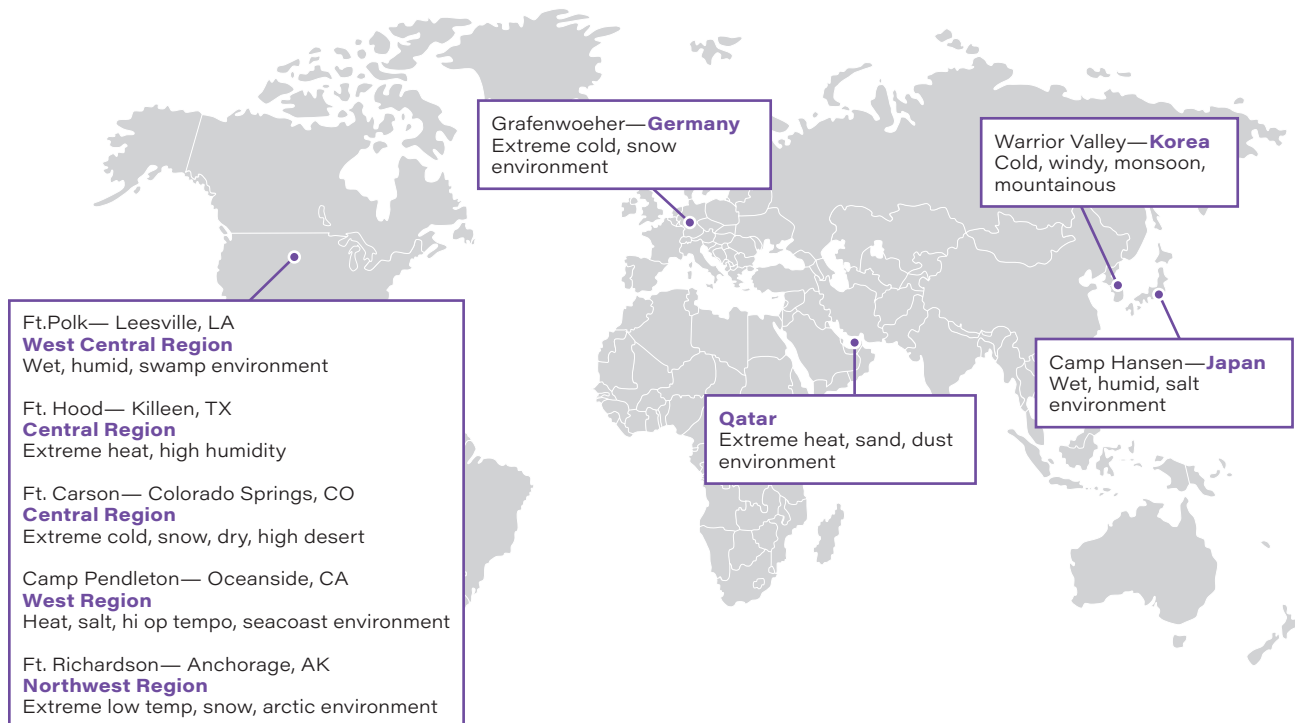 Grafenwoeher—Germany
Extreme cold, snow
environment
Warrior Valley—Korea
Cold, windy, monsoon,
mountainous
Ft.Polk— Leesville, LA
West Central Region
Wet, humid, swamp environment
Ft. Hood— Killeen, TX
Central Region
Extreme heat, high humidity
Ft. Carson— Colorado Springs, CO
Central Region
Extreme cold, snow, dry, high desert
Camp Pendleton— Oceanside, CA
West Region
Heat, salt, hi op tempo, seacoast environment
Ft. Richardson— Anchorage, AK
Northwest Region
Extreme low temp, snow, arctic environment
Qatar
Extreme heat, sand, dust
environment
Camp Hansen—Japan
Wet, humid, salt
environment